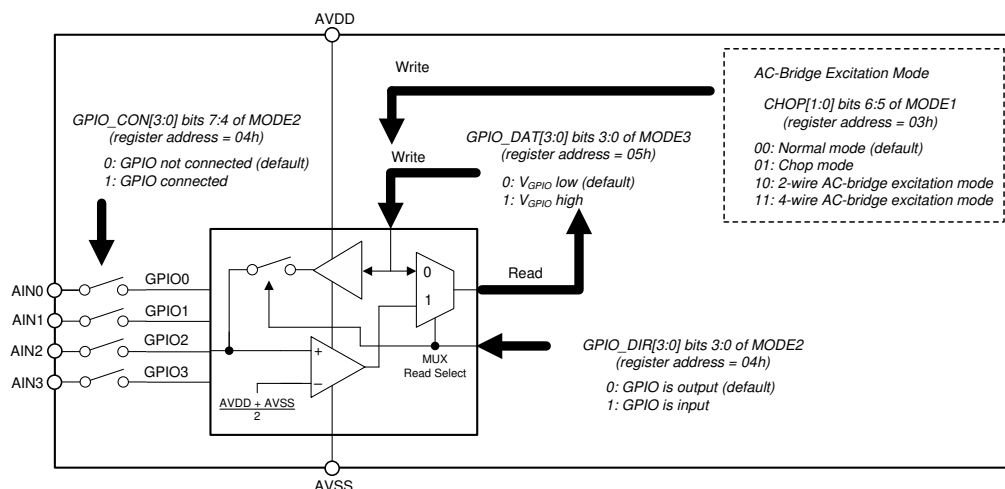 AVDD
Write
AC-Bridge Excitation Mode
CHOP[1:0] bits 6:5 of MODE1
(register address = 03h)
00: Normal mode (default)
01: Chop mode
10: 2-wire AC-bridge excitation mode
11: 4-wire AC-bridge excitation mode
GPIO_CON[3:0] bits 7:4 of MODE2
(register address = 04h)
0: GPIO not connected (default)
1: GPIO connected
Write
GPIO_DAT[3:0] bits 3:0 of MODE3
(register address = 05h)
0: VGPIO low (default)
1: VGPIO high
0
1
Read
AIN0
GPIO0
AIN1
GPIO1
AIN2
GPIO2
AIN3
GPIO3
+
–
AVDD + AVSS
2
MUX
Read Select
GPIO_DIR[3:0] bits 3:0 of MODE2
(register address = 04h)
0: GPIO is output (default)
1: GPIO is input
AVSS